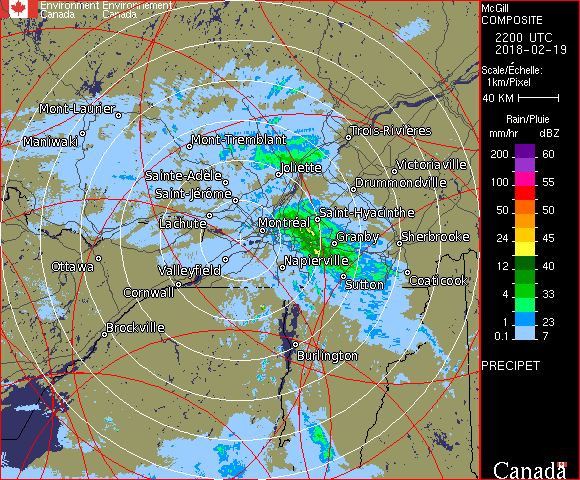 Environment Environnement
Canada Canada
McGill
COMPOSITE
2200 UTC
2018-02-19
Scale/Échelle:
1km/Pixel
40 KM
Rain/Pluie
mm/hr dBZ
200 60
100 55
50 50
24 45
12 40
4 33
1 23
0.1 7
PRECIPET
Canada
Mont-Laurier
Maniwaki
Mont-Tremblant
Trois-Rivières
Victoriaville
Joliette
Sainte-Adèle
Drummondville
Saint-Jérôme
Saint-Hyacinthe
Lachute
Montréal
Granby
Sherbrooke
Ottawa
Valleyfield
Napierville
Coaticook
Sutton
Cornwall
Brockville
Burlington